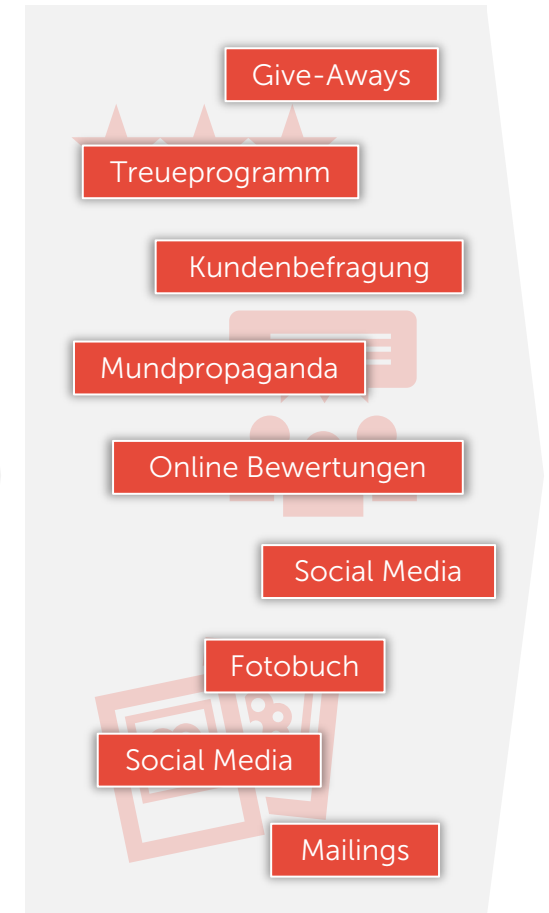 Give-Aways
Treueprogramm
Kundenbefragung
Mundpropaganda
Online Bewertungen
Social Media
Fotobuch
Social Media
Mailings